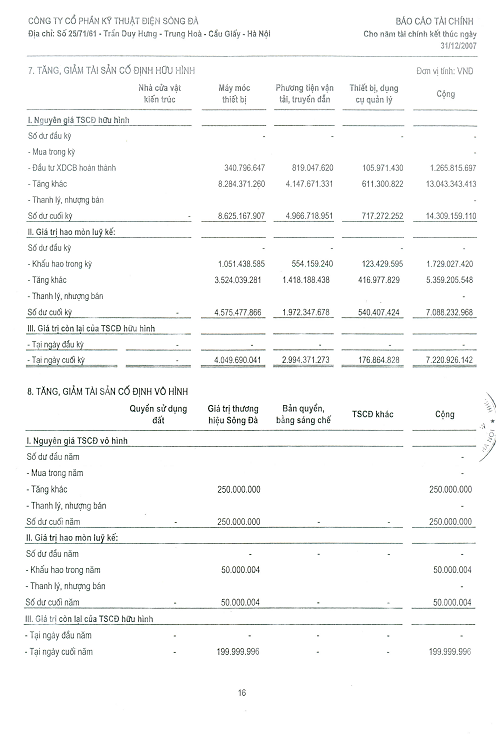 CÔNG TY CỔ PHẦN KỸ THUẬT ĐIỆN SÔNG ĐÀ BÁO CÁO TÀI CHÍNH
Địa chỉ: Số 25/71/61 - Trần Duy Hưng - Trung Hoà - Cầu Giấy - Hà Nội Cho năm tài chính kết thúc ngày
31/12/2007
7. TĂNG, GIẢM TÀI SẢN CỐ ĐỊNH HỮU HÌNH Đơn vị tính: VND
Nhà cửa vật kiến trúc Máy móc thiết bị Phương tiện vận tải, truyền dẫn Thiết bị, dụng cụ quản lý Cộng
I. Nguyên giá TSCĐ hữu hình
Số dư đầu kỳ - - - -
- Mua trong kỳ -
- Đầu tư XDCB hoàn thành 340.796.647 819.047.620 105.971.430 1.265.815.697
- Tăng khác 8.284.371.260 4.147.671.331 611.300.822 13.043.343.413
- Thanh lý, nhượng bán -
Số dư cuối kỳ - 8.625.167.907 4.966.718.951 717.272.252 14.309.159.110
II. Giá trị hao mòn luỹ kế:
Số dư đầu kỳ - - - -
- Khấu hao trong kỳ 1.051.438.585 554.159.240 123.429.595 1.729.027.420
- Tăng khác 3.524.039.281 1.418.188.438 416.977.829 5.359.205.548
- Thanh lý, nhượng bán -
Số dư cuối kỳ - 4.575.477.866 1.972.347.678 540.407.424 7.088.232.968
III. Giá trị còn lại của TSCĐ hữu hình
- Tại ngày đầu kỳ - - - - -
- Tại ngày cuối kỳ - 4.049.690.041 2.994.371.273 176.864.828 7.220.926.142
8. TĂNG, GIẢM TÀI SẢN CỐ ĐỊNH VÔ HÌNH
Quyền sử dụng đất Giá trị thương hiệu Sông Đà Bản quyền, bằng sáng chế TSCĐ khác Cộng
I. Nguyên giá TSCĐ vô hình
Số dư đầu năm -
- Mua trong năm -
- Tăng khác 250.000.000 250.000.000
- Thanh lý, nhượng bán -
Số dư cuối năm - 250.000.000 - - 250.000.000
II. Giá trị hao mòn luỹ kế:
Số dư đầu năm - - - -
- Khấu hao trong năm 50.000.004 50.000.004
- Thanh lý, nhượng bán -
Số dư cuối năm - 50.000.004 - - 50.000.004
III. Giá trị còn lại của TSCĐ hữu hình
- Tại ngày đầu năm - - - - -
- Tại ngày cuối năm - 199.999.996 - - 199.999.996
16